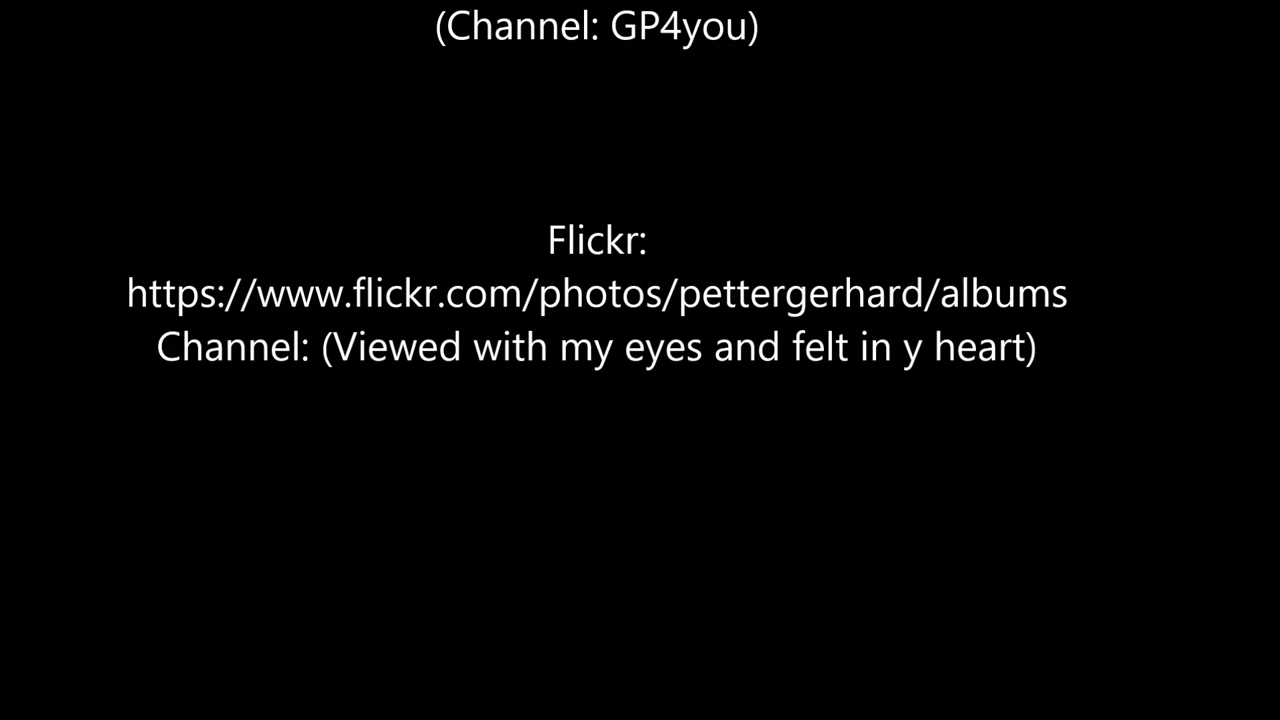 (Channel: GP4you)
Flickr:
https://www.flickr.com/photos/pettergerhard/albums
Channel: (Viewed with my eyes and felt in y heart)